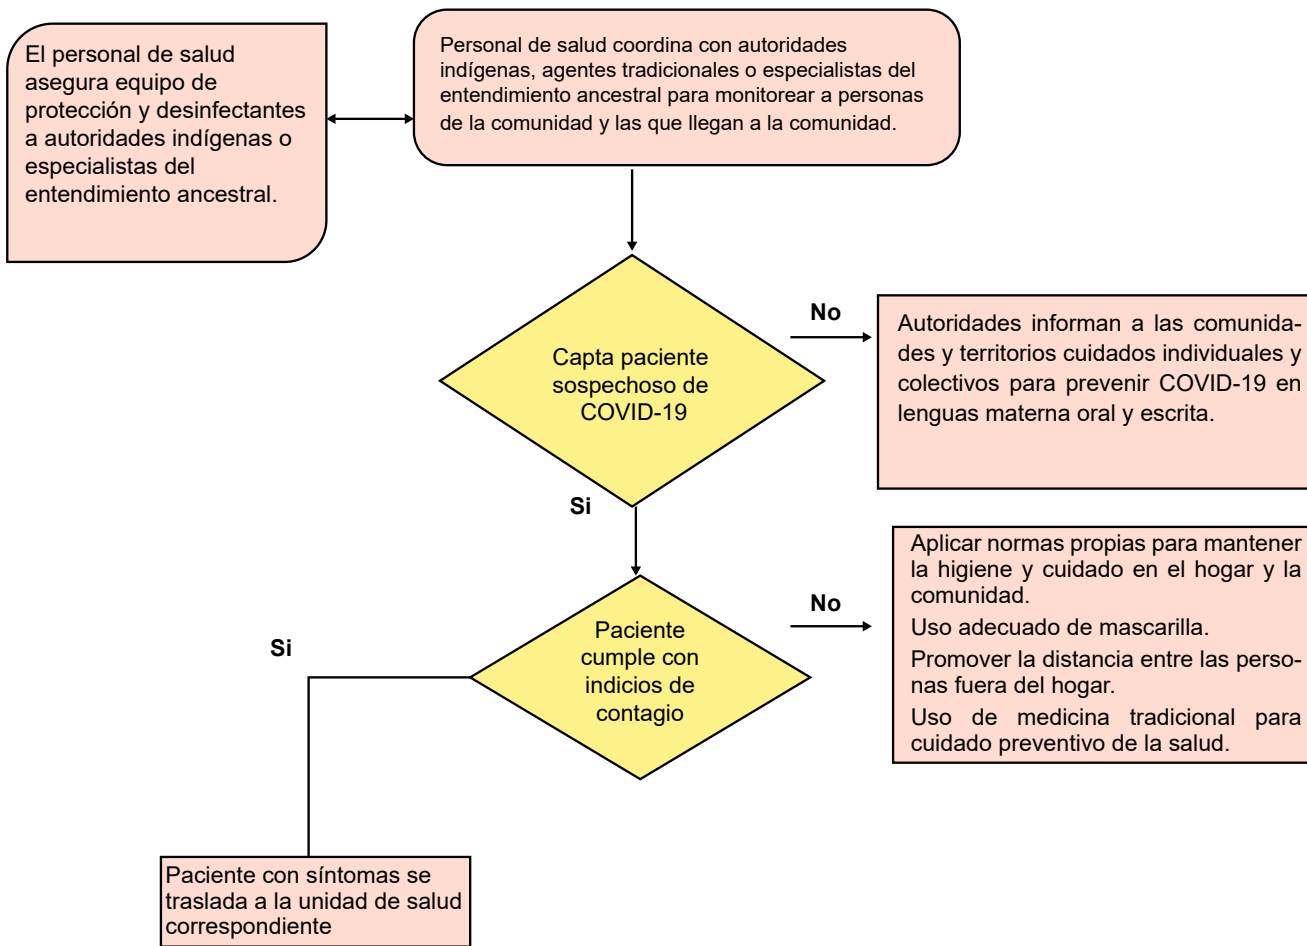 El personal de salud
asegura equipo de
protección y desinfectantes
a autoridades indígenas o
especialistas del
entendimiento ancestral.
Personal de salud coordina con autoridades
indígenas, agentes tradicionales o especialistas del
entendimiento ancestral para monitorear a personas
de la comunidad y las que llegan a la comunidad.
Capta paciente
sospechoso de
COVID-19
No
Autoridades informan a las comunida-
des y territorios cuidados individuales y
colectivos para prevenir COVID-19 en
lenguas materna oral y escrita.
Si
Paciente
cumple con
indicios de
contagio
No
Aplicar normas propias para mantener
la higiene y cuidado en el hogar y la
comunidad.
Uso adecuado de mascarilla.
Promover la distancia entre las perso-
nas fuera del hogar.
Uso de medicina tradicional para
cuidado preventivo de la salud.
Si
Paciente con síntomas se
traslada a la unidad de salud
correspondiente